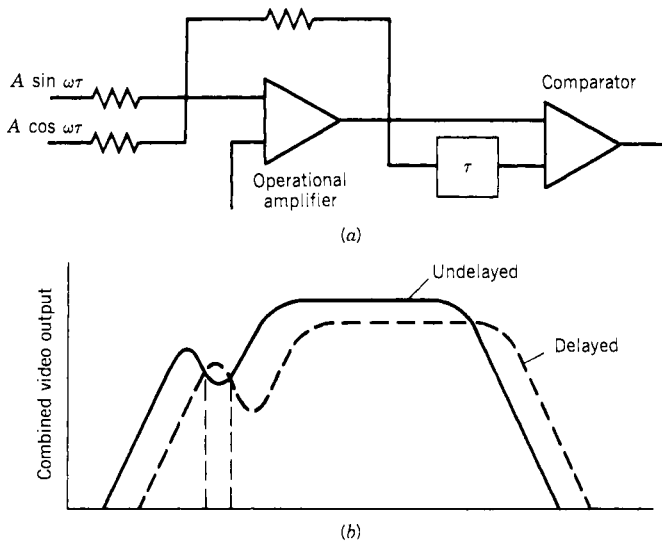 A sin ωτ
A cos ωτ
Comparator
τ
Operational
amplifier
(a)
Combined video output
Undelayed
Delayed
(b)